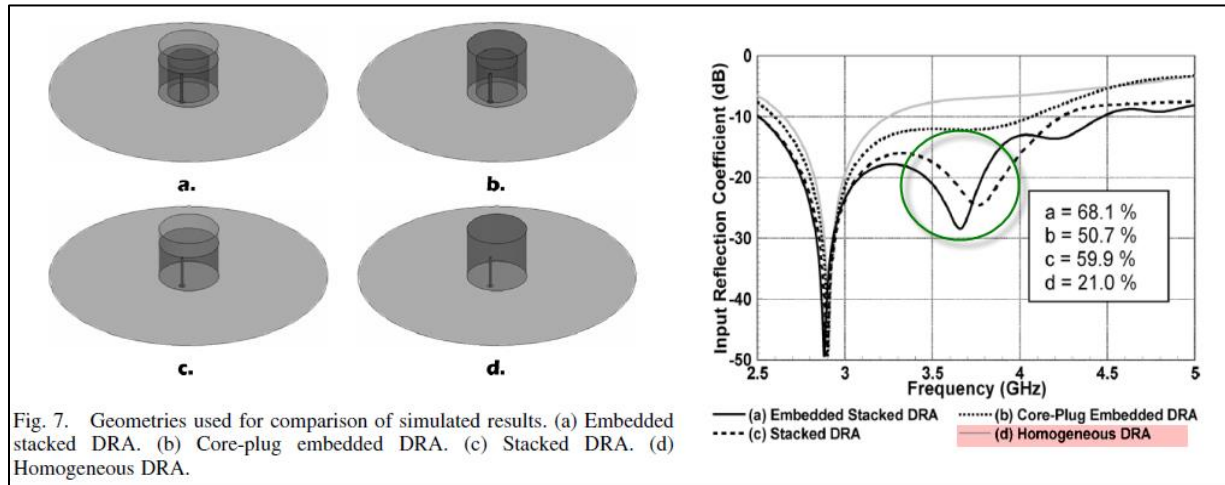 a.
b.
c.
d.
Fig. 7. Geometries used for comparison of simulated results. (a) Embedded
stacked DRA. (b) Core-plug embedded DRA. (c) Stacked DRA. (d)
Homogeneous DRA.
Input Reflection Coefficient (dB)
0
-10
-20
-30
-40
-50
a = 68.1 %
b = 50.7 %
c = 59.9 %
d = 21.0 %
2.5
3
3.5
4
4.5
5
Frequency (GHz)
(a) Embedded Stacked DRA
(b) Core-Plug Embedded DRA
(c) Stacked DRA
(d) Homogeneous DRA